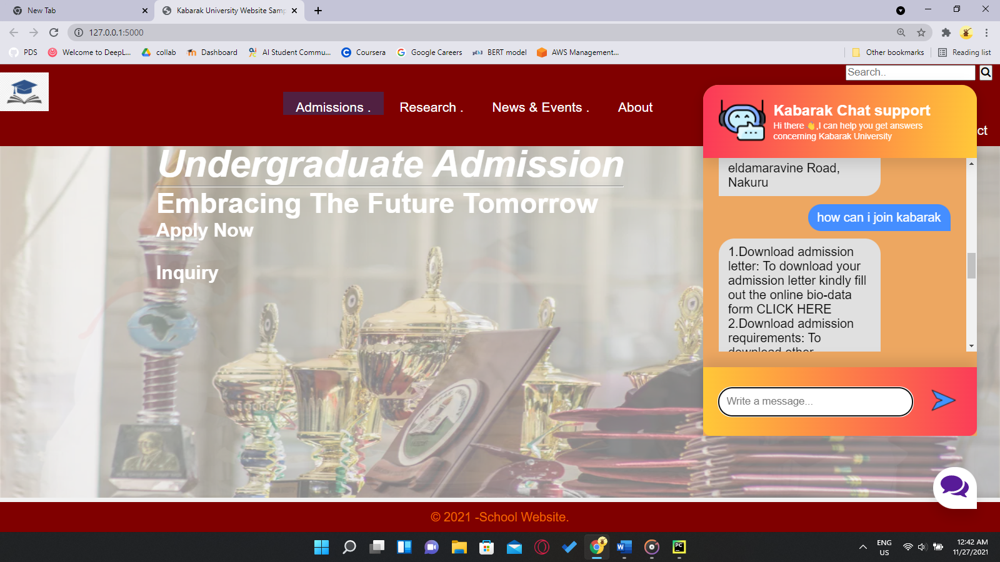 New Tab
Kabarak University Website Samp
127.0.0.1:5000
PDS
Welcome to DeepL...
collab
Dashboard
AI Student Commu...
Coursera
Google Careers
BERT model
AWS Management...
Other bookmarks
Reading list
Search..
Admissions .
Research .
News & Events .
About
ct
Undergraduate Admission
Embracing The Future Tomorrow
Apply Now
Inquiry
Kabarak Chat support
Hi there 👋,I can help you get answers
concerning Kabarak University
eldamaravine Road,
Nakuru
how can i join kabarak
1.Download admission
letter: To download your
admission letter kindly fill
out the online bio-data
form CLICK HERE
2.Download admission
requirements: To
download other
Write a message...
© 2021 -School Website.
ENG
US
12:42 AM
11/27/2021